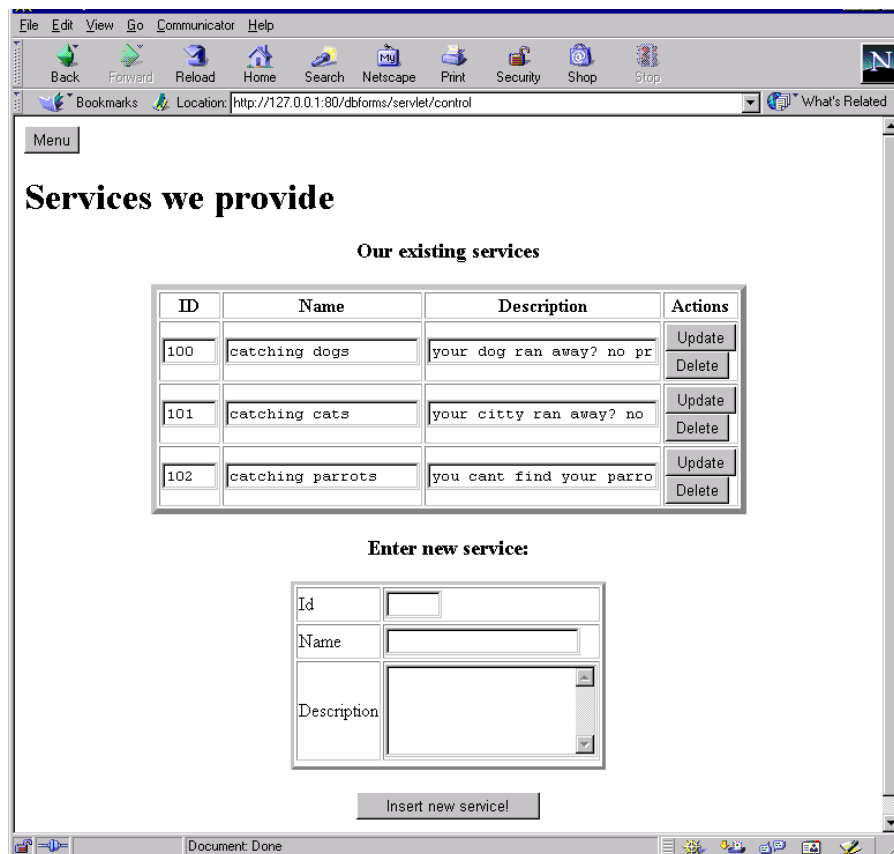 File Edit View Go Communicator Help
Back Forward Reload Home Search Netscape Print Security Shop Stop
Bookmarks Location: http://127.0.0.1:80/dbforms/servlet/control What's Related
Menu
Services we provide
Our existing services
ID Name Description Actions
100 catching dogs your dog ran away? no pr Update
Delete
101 catching cats your citty ran away? no Update
Delete
102 catching parrots you cant find your parro Update
Delete
Enter new service:
Id
Name
Description
Insert new service!
Document: Done